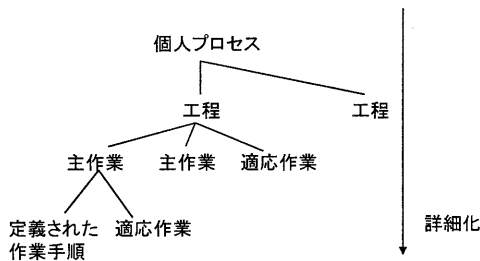 個人プロセス
工程
工程
主作業
主作業
適応作業
定義された
作業手順
適応作業
詳細化